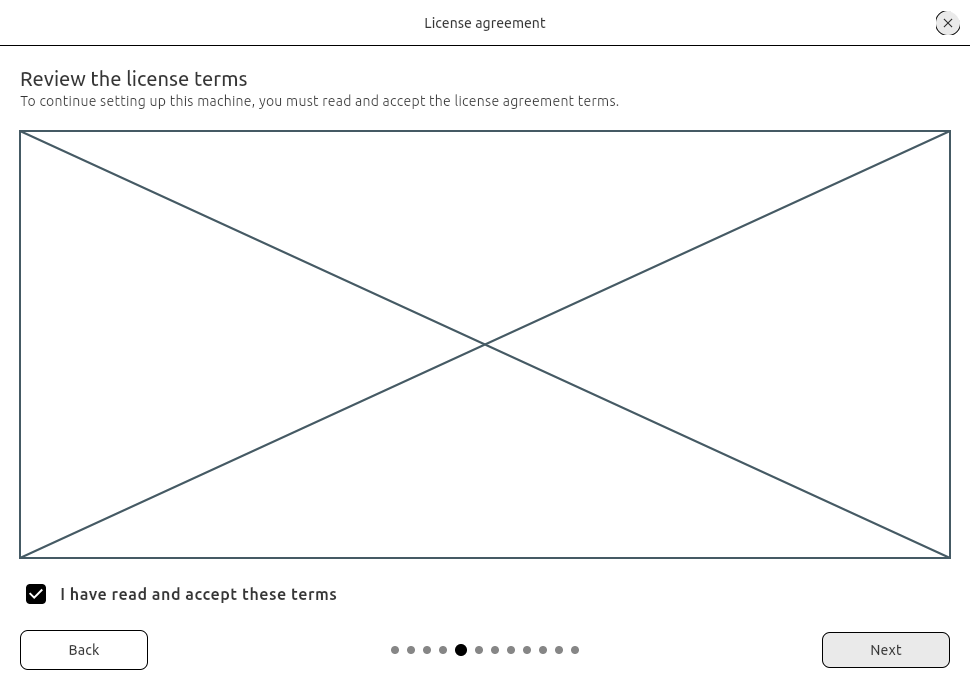 License agreement
Review the license terms
To continue setting up this machine, you must read and accept the license agreement terms.
I have read and accept these terms
Back
Next